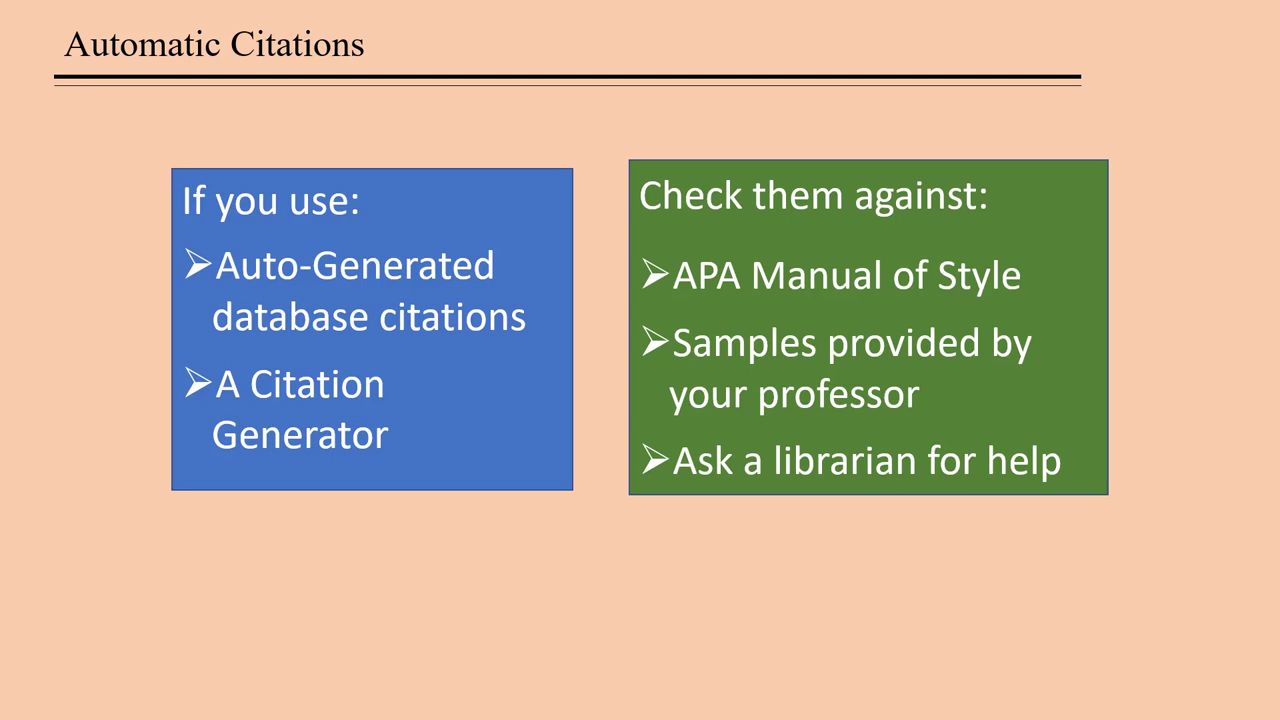 Automatic Citations
If you use:
➢Auto-Generated
database citations
➢A Citation
Generator
Check them against:
➢APA Manual of Style
➢Samples provided by
your professor
➢Ask a librarian for help